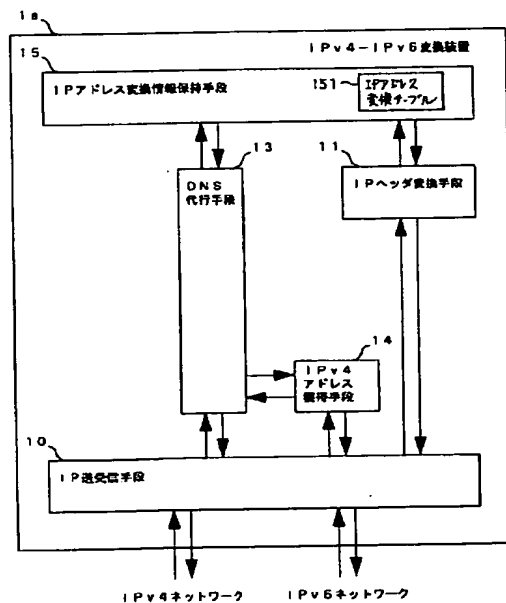 1a
IPv4-IPv6変換装置
15
IPアドレス変換情報保持手段
151
IPアドレス
変換テーブル
13
DNS
代行手段
11
IPヘッダ変換手段
14
IPv4
アドレス
獲得手段
10
IP送受信手段
IPv4ネットワーク
IPv6ネットワーク